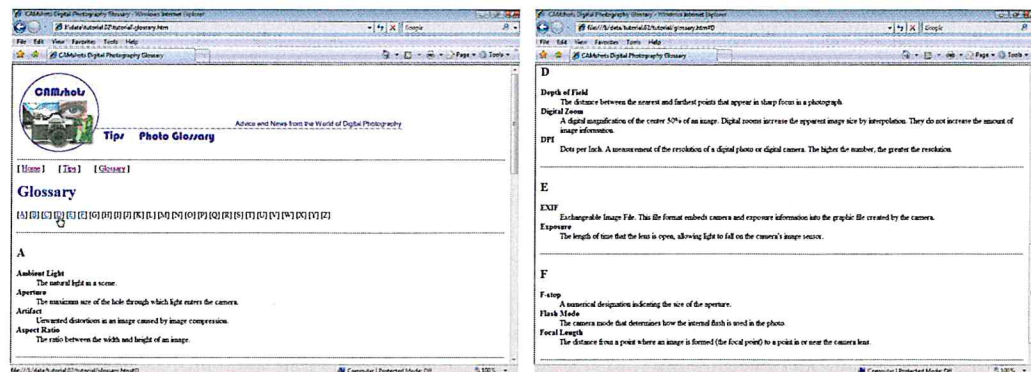 CAMshots Digital Photography Glossary - Windows Internet Explorer
Google
File Edit View Favorites Tools Help
CAMshots Digital Photography Glossary
Page Tools
CAMshots
Advice and News from the World of Digital Photography
Tips Photo Glossary
[Home] [Tips] [Glossary]
Glossary
[A] [B] [C] [D] [E] [F] [G] [H] [I] [J] [K] [L] [M] [N] [O] [P] [Q] [R] [S] [T] [U] [V] [W] [X] [Y] [Z]
A
Ambient Light
The natural light in a scene.
Aperture
The maximum size of the hole through which light enters the camera.
Artifact
Unwanted distortions in an image caused by image compression.
Aspect Ratio
The ratio between the width and height of an image.
Computer | Protected Mode: Off
100%
CAMshots Digital Photography Glossary - Windows Internet Explorer
Google
File Edit View Favorites Tools Help
CAMshots Digital Photography Glossary
Page Tools
D
Depth of Field
The distance between the nearest and farthest points that appear in sharp focus in a photograph.
Digital Zoom
A digital magnification of the center 50% of an image. Digital zooms increase the apparent image size by interpolation. They do not increase the amount of
image information.
DPI
Dots per Inch. A measurement of the resolution of a digital photo or digital camera. The higher the number, the greater the resolution.
E
EXIF
Exchangeable Image File. This file format embeds camera and exposure information into the graphic file created by the camera.
Exposure
The length of time that the lens is open, allowing light to fall on the camera's image sensor.
F
F-stop
A numerical designation indicating the size of the aperture.
Flash Mode
The camera mode that determines how the internal flash is used in the photo.
Focal Length
The distance from a point where an image is formed (the focal point) to a point in or near the camera lens.
Computer | Protected Mode: Off
100%